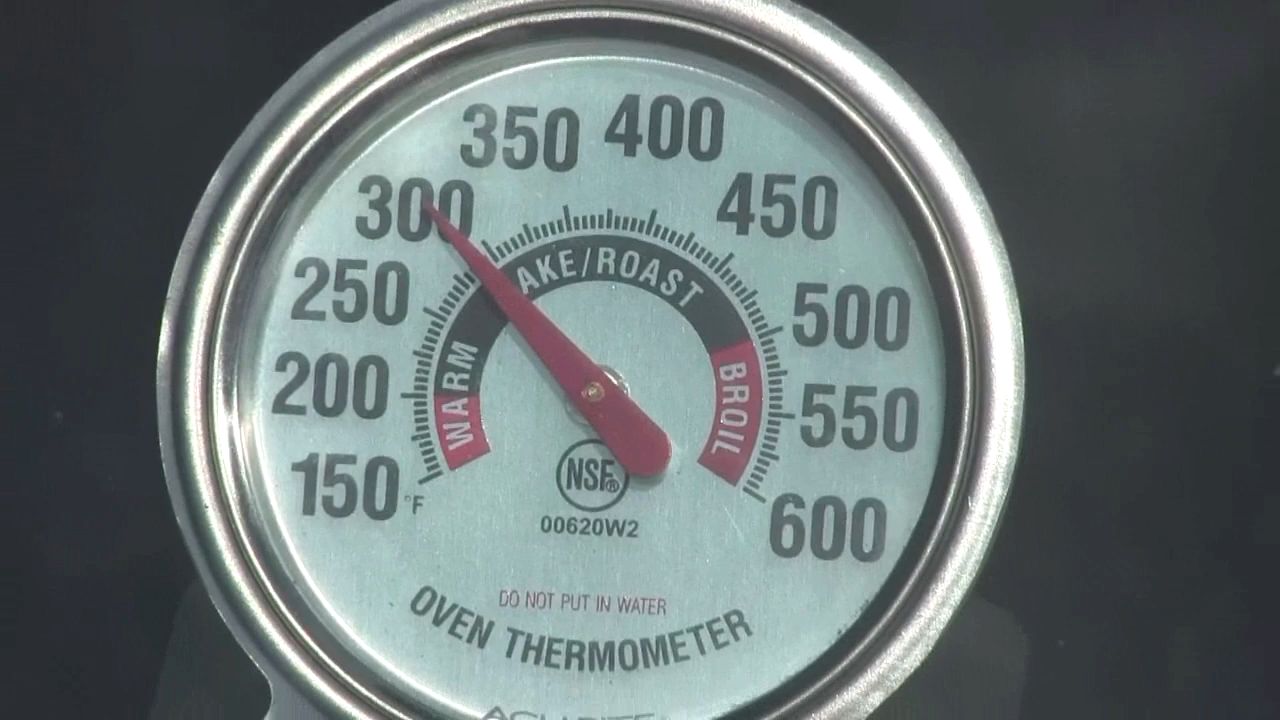 350 400
300 450
250 500
200 550
150 °F 600
WARM AKE/ROAST BROIL
NSF®
00620W2
DO NOT PUT IN WATER
OVEN THERMOMETER